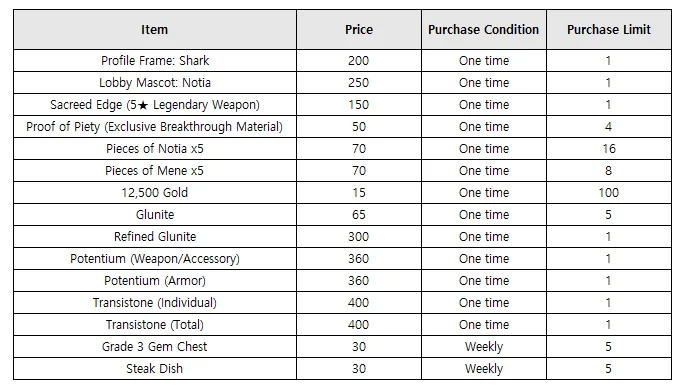 Item Price Purchase Condition Purchase Limit
Profile Frame: Shark 200 One time 1
Lobby Mascot: Notia 250 One time 1
Sacreed Edge (5★ Legendary Weapon) 150 One time 1
Proof of Piety (Exclusive Breakthrough Material) 50 One time 4
Pieces of Notia x5 70 One time 16
Pieces of Mene x5 70 One time 8
12,500 Gold 15 One time 100
Glunite 65 One time 5
Refined Glunite 300 One time 1
Potentium (Weapon/Accessory) 360 One time 1
Potentium (Armor) 360 One time 1
Transistone (Individual) 400 One time 1
Transistone (Total) 400 One time 1
Grade 3 Gem Chest 30 Weekly 5
Steak Dish 30 Weekly 5